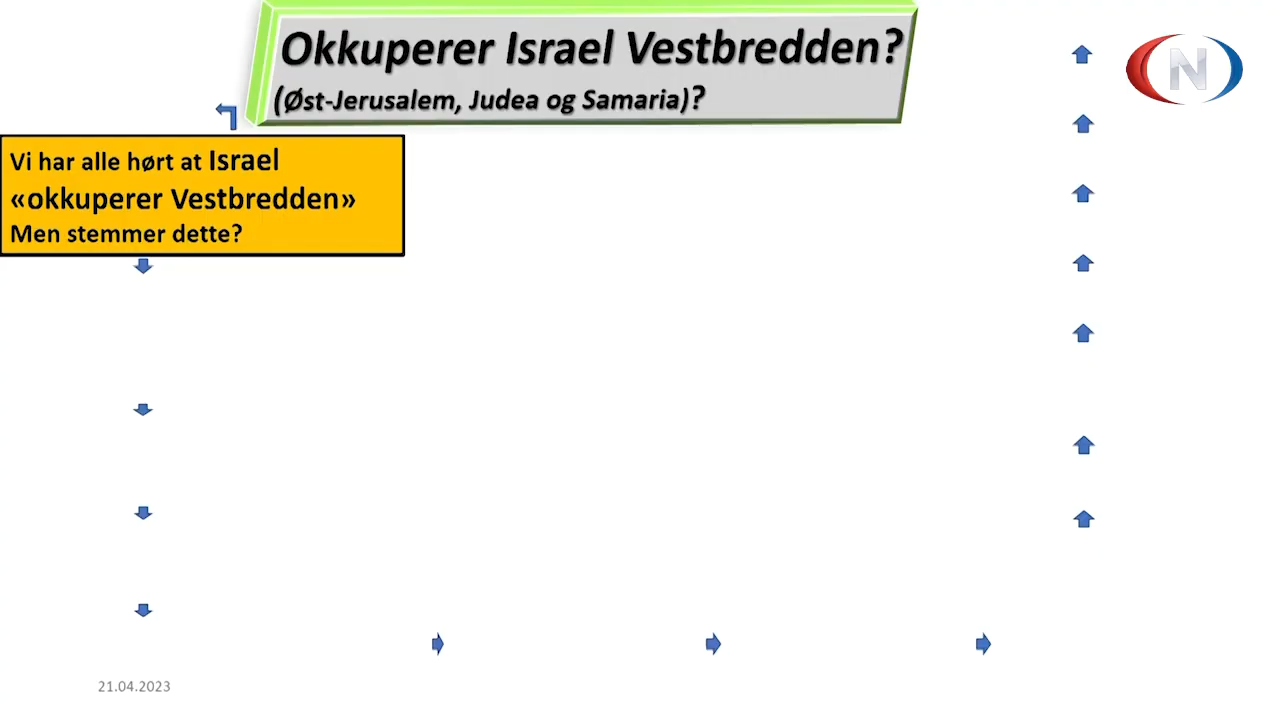 Okkuperer Israel Vestbredden?
(Øst-Jerusalem, Judea og Samaria)?
N
Vi har alle hørt at Israel
«okkuperer Vestbredden»
Men stemmer dette?
21.04.2023